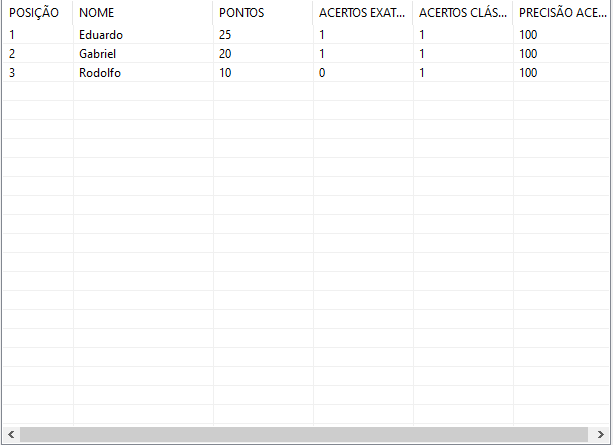 POSIÇÃO NOME PONTOS ACERTOS EXAT... ACERTOS CLÁS... PRECISÃO ACE...
1 Eduardo 25 1 1 100
2 Gabriel 20 1 1 100
3 Rodolfo 10 0 1 100